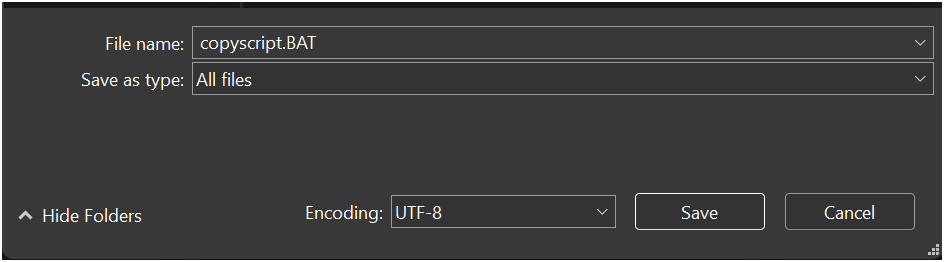 File name: copyscript.BAT
Save as type: All files
Hide Folders Encoding: UTF-8 Save Cancel